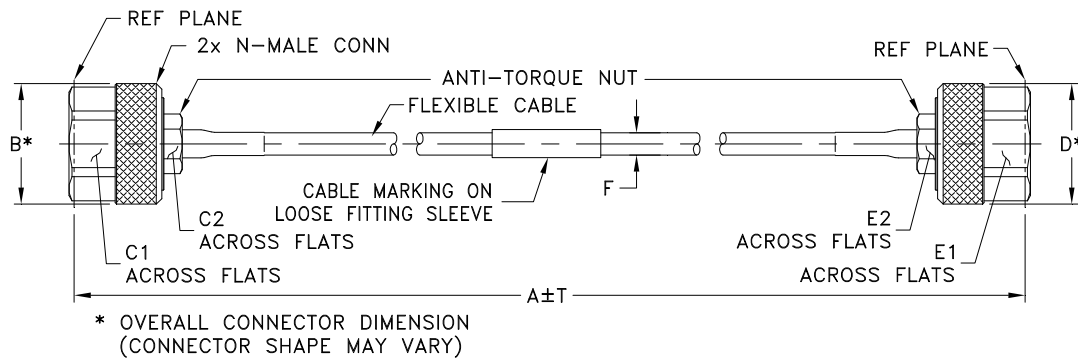 REF PLANE
2x N-MALE CONN
REF PLANE
ANTI-TORQUE NUT
FLEXIBLE CABLE
B*
D*
F
CABLE MARKING ON
LOOSE FITTING SLEEVE
C2
ACROSS FLATS
E2
ACROSS FLATS
C1
ACROSS FLATS
E1
ACROSS FLATS
A±T
* OVERALL CONNECTOR DIMENSION
(CONNECTOR SHAPE MAY VARY)